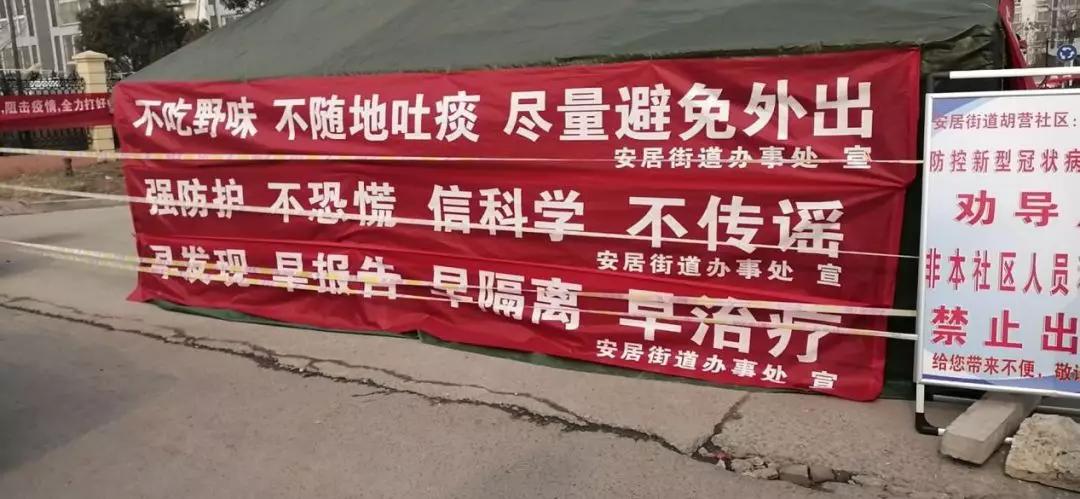 阻击疫情,全力打好
不吃野味 不随地吐痰 尽量避免外出
安居街道办事处 宣
强防护 不恐慌 信科学 不传谣
安居街道办事处 宣
早发现 早报告 早隔离 早治疗
安居街道办事处 宣
安居街道胡营社区:
防控新型冠状病
劝导
非本社区人员
禁止出
给您带来不便,敬